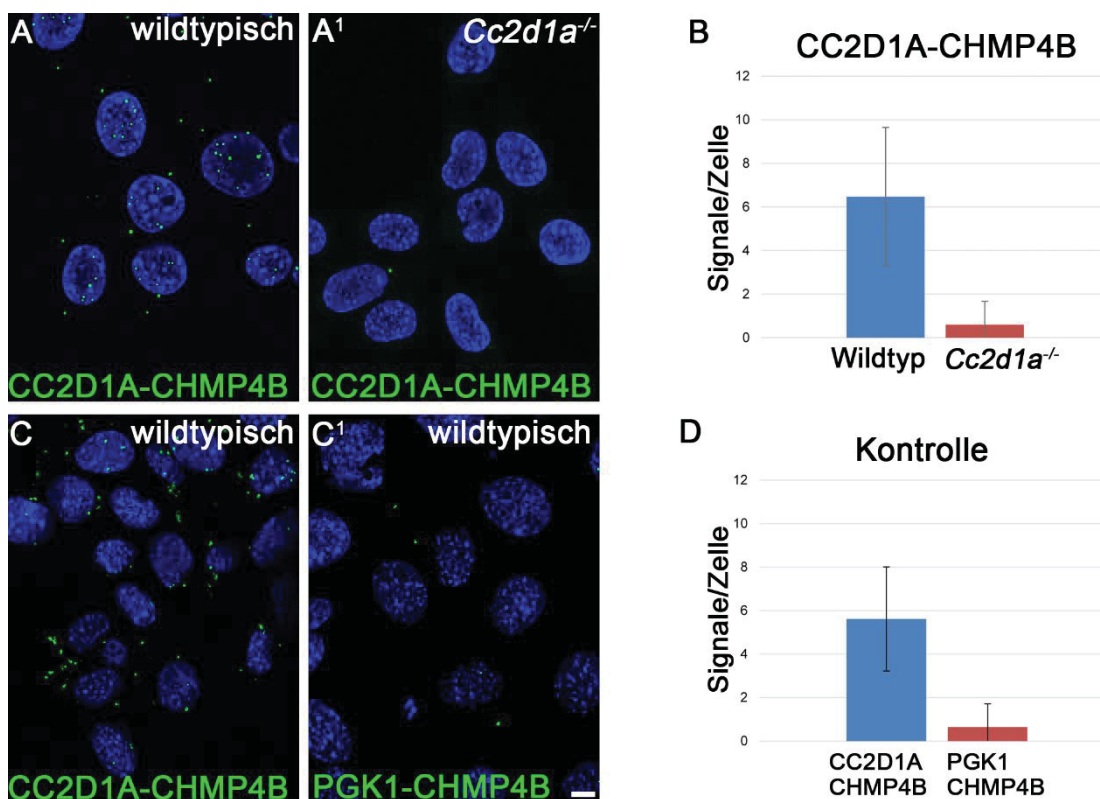 A wildtypisch
CC2D1A-CHMP4B
A¹ Cc2d1a⁻/⁻
CC2D1A-CHMP4B
B
CC2D1A-CHMP4B
Signale/Zelle
12
10
8
6
4
2
0
Wildtyp Cc2d1a⁻/⁻
C wildtypisch
CC2D1A-CHMP4B
C¹ wildtypisch
PGK1-CHMP4B
D
Kontrolle
Signale/Zelle
12
10
8
6
4
2
0
CC2D1A PGK1
CHMP4B CHMP4B